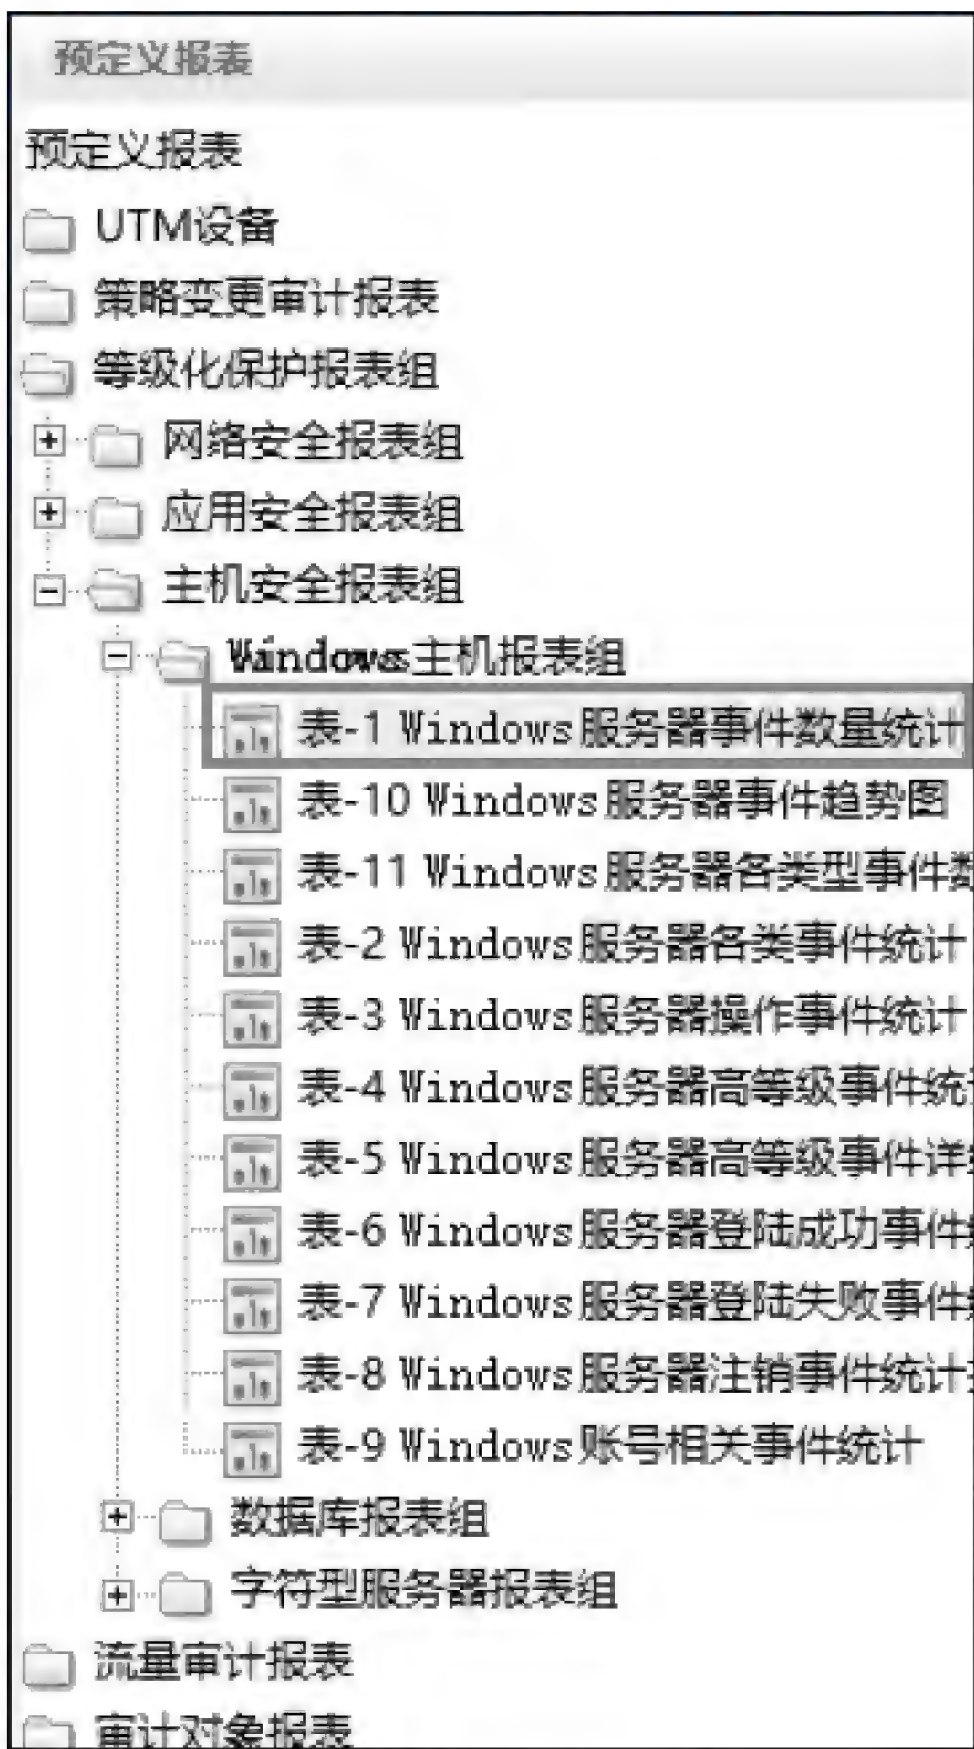 预定义报表
预定义报表
UTM设备
策略变更审计报表
等级化保护报表组
网络安全报表组
应用安全报表组
主机安全报表组
Windows主机报表组
表-1 Windows服务器事件数量统计
表-10 Windows服务器事件趋势图
表-11 Windows服务器各类型事件数
表-2 Windows服务器各类事件统计
表-3 Windows服务器操作事件统计
表-4 Windows服务器高等级事件统
表-5 Windows服务器高等级事件详
表-6 Windows服务器登陆成功事件
表-7 Windows服务器登陆失败事件
表-8 Windows服务器注销事件统计
表-9 Windows账号相关事件统计
数据库报表组
字符型服务器报表组
流量审计报表
审计对象报表